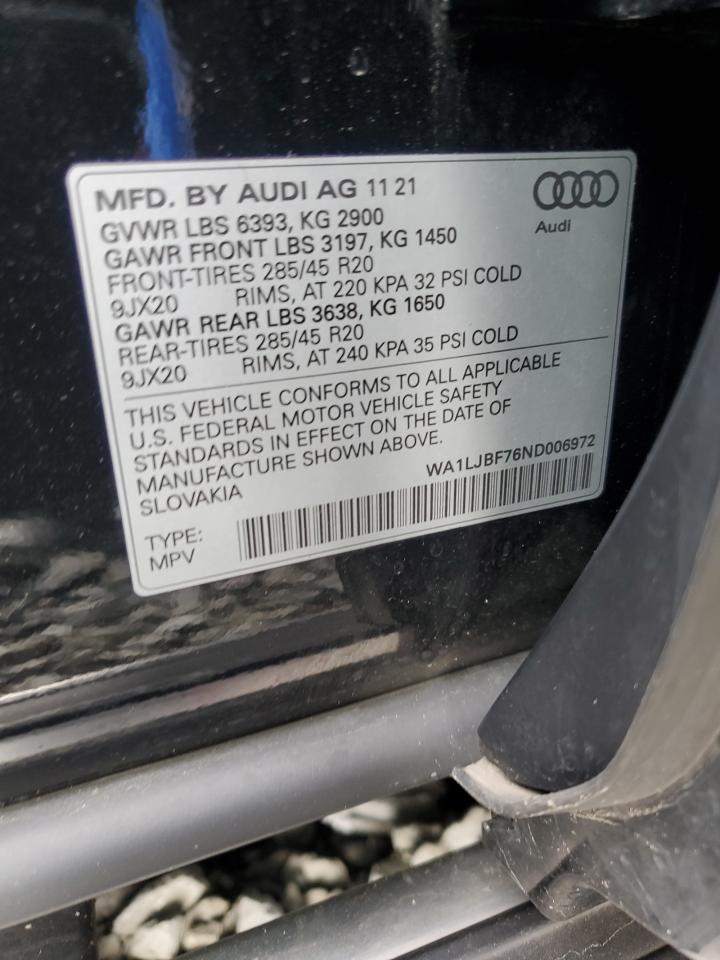 MFD. BY AUDI AG 11 21
Audi
GVWR LBS 6393, KG 2900
GAWR FRONT LBS 3197, KG 1450
FRONT-TIRES 285/45 R20
9JX20 RIMS, AT 220 KPA 32 PSI COLD
GAWR REAR LBS 3638, KG 1650
REAR-TIRES 285/45 R20
9JX20 RIMS, AT 240 KPA 35 PSI COLD
THIS VEHICLE CONFORMS TO ALL APPLICABLE
U.S. FEDERAL MOTOR VEHICLE SAFETY
STANDARDS IN EFFECT ON THE DATE OF
MANUFACTURE SHOWN ABOVE.
SLOVAKIA
WA1LJBF76ND006972
TYPE:
MPV